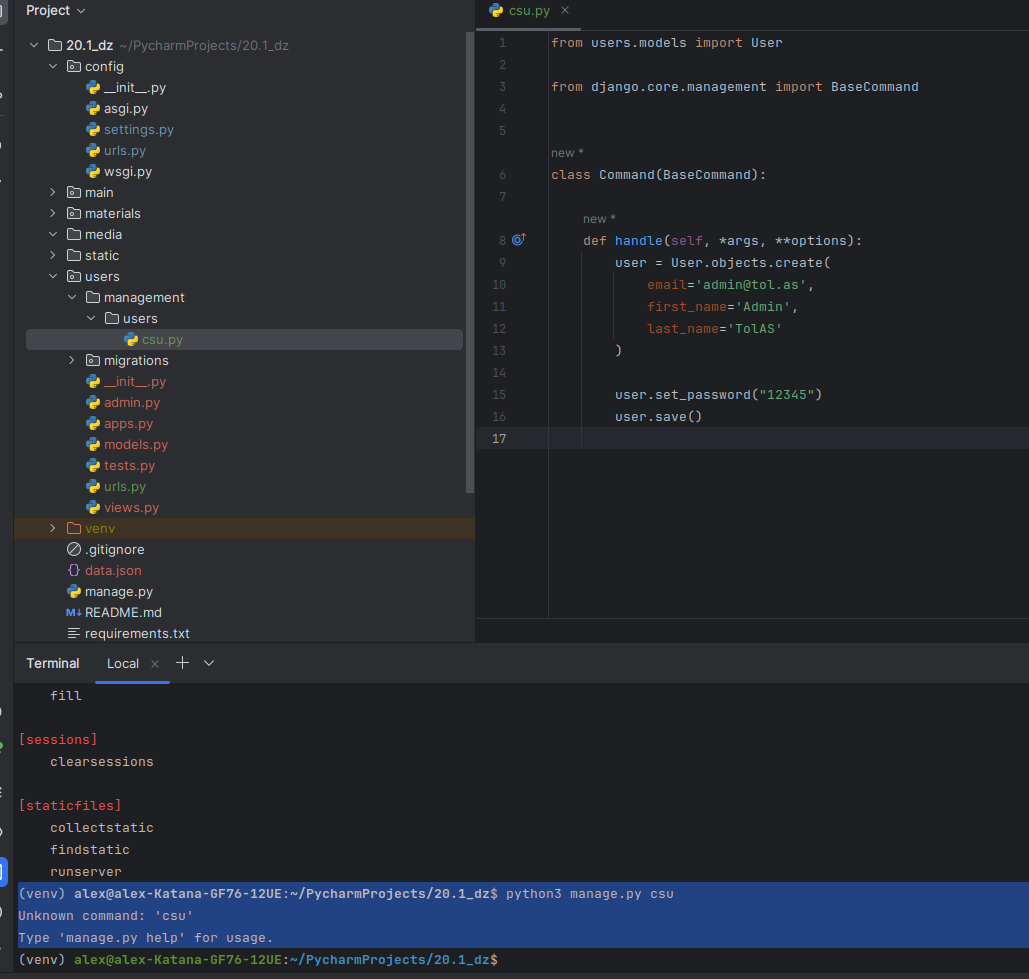 Project
20.1_dz ~/PycharmProjects/20.1_dz
config
__init__.py
asgi.py
settings.py
urls.py
wsgi.py
main
materials
media
static
users
management
users
csu.py
migrations
__init__.py
admin.py
apps.py
models.py
tests.py
urls.py
views.py
venv
.gitignore
data.json
manage.py
README.md
requirements.txt
csu.py
1 from users.models import User
2
3 from django.core.management import BaseCommand
4
5
new *
6 class Command(BaseCommand):
7
new *
8 def handle(self, *args, **options):
9 user = User.objects.create(
10 email='admin@tol.as',
11 first_name='Admin',
12 last_name='TolAS'
13 )
14
15 user.set_password("12345")
16 user.save()
17
Terminal Local
fill
[sessions]
clearsessions
[staticfiles]
collectstatic
findstatic
runserver
(venv) alex@alex-Katana-GF76-12UE:~/PycharmProjects/20.1_dz$ python3 manage.py csu
Unknown command: 'csu'
Type 'manage.py help' for usage.
(venv) alex@alex-Katana-GF76-12UE:~/PycharmProjects/20.1_dz$